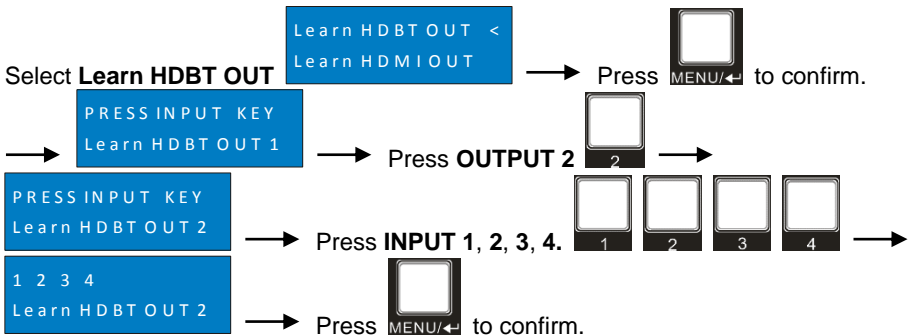 Learn HDBT OUT <
Learn HDMI OUT
Select Learn HDBT OUT
Press MENU/↵ to confirm.
PRESS INPUT KEY
Learn HDBT OUT 1
Press OUTPUT 2
2
PRESS INPUT KEY
Learn HDBT OUT 2
Press INPUT 1, 2, 3, 4.
1 2 3 4
1 2 3 4
Learn HDBT OUT 2
Press MENU/↵ to confirm.